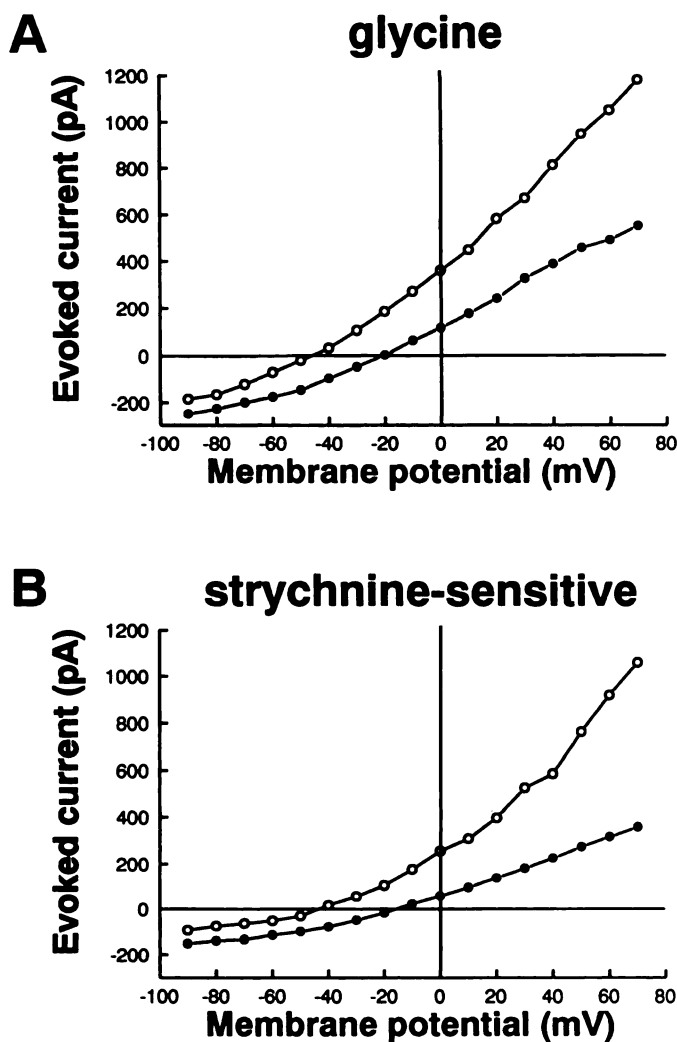 A
glycine
Evoked current (pA)
1200
1000
800
600
400
200
0
-200
-100 -80 -60 -40 -20 0 20 40 60 80
Membrane potential (mV)
B
strychnine-sensitive
Evoked current (pA)
1200
1000
800
600
400
200
0
-200
-100 -80 -60 -40 -20 0 20 40 60 80
Membrane potential (mV)